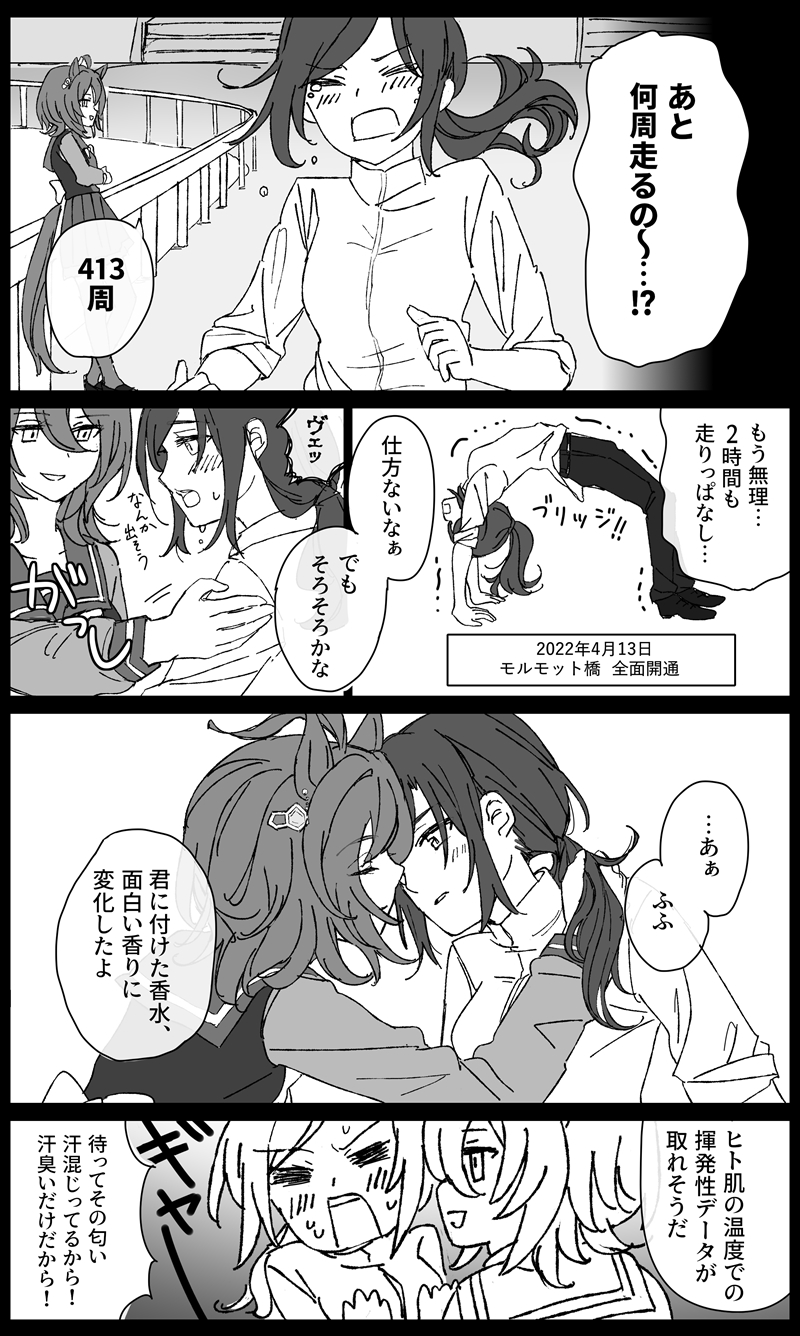 あと
何周走るの〜…!?
413
周
もう無理…
2時間も
走りっぱなし…
ブリッジ!!
2022年4月13日
モルモット橋 全面開通
仕方ないなぁ
でも
そろそろかな
ヴェッ
なんか
出そう
がっし
…あぁ
ふふ
君に付けた香水、
面白い香りに
変化したよ
ヒト肌の温度での
揮発性データが
取れそうだ
ギャー
待ってその匂い
汗混じってるから!
汗臭いだけだから!